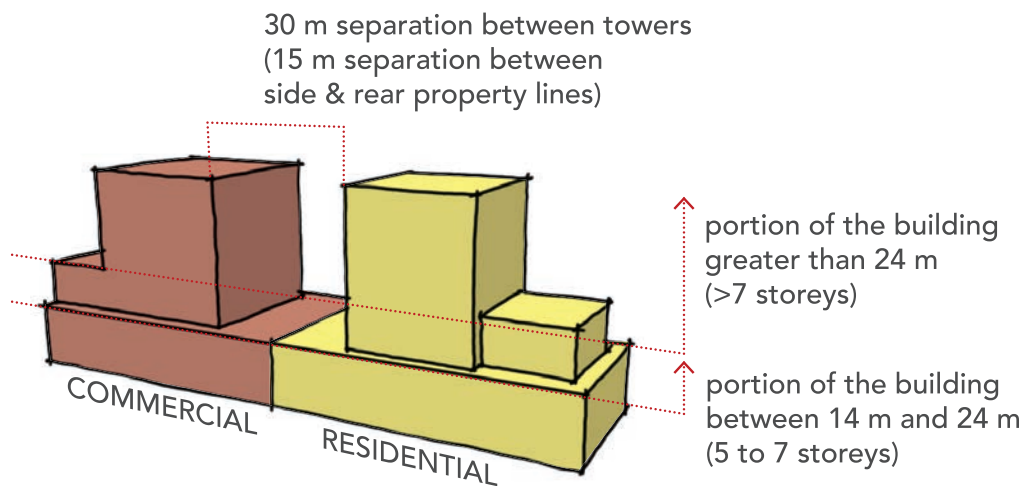 30 m separation between towers
(15 m separation between
side & rear property lines)
portion of the building
greater than 24 m
(>7 storeys)
portion of the building
between 14 m and 24 m
(5 to 7 storeys)
COMMERCIAL
RESIDENTIAL